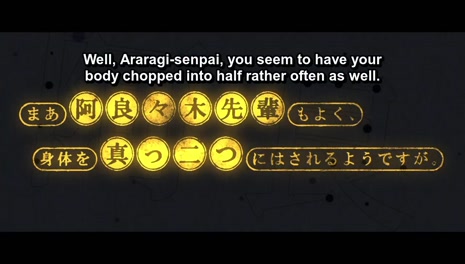 Well, Araragi-senpai, you seem to have your
body chopped into half rather often as well.
まあ阿良々木先輩もよく、
身体を真っ二つにはされるようですが。